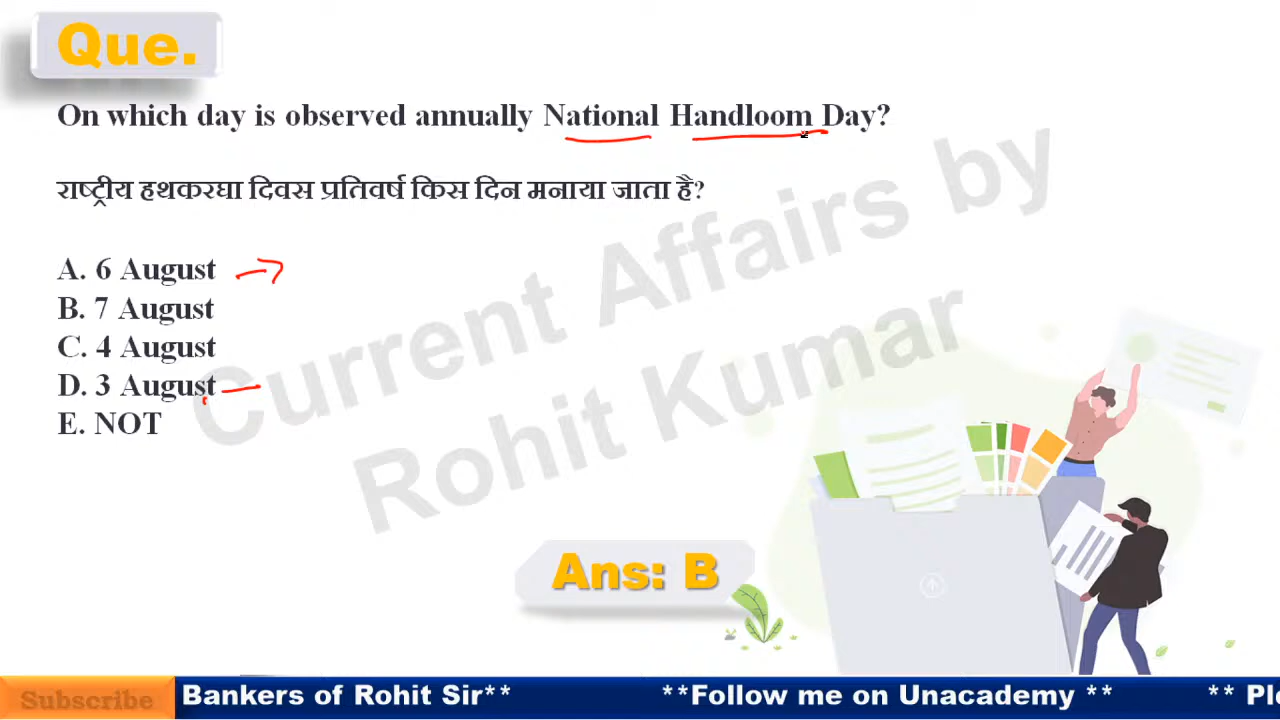 Que.
On which day is observed annually National Handloom Day?
राष्ट्रीय हथकरघा दिवस प्रतिवर्ष किस दिन मनाया जाता है?
A. 6 August
B. 7 August
C. 4 August
D. 3 August
E. NOT
Current Affairs by
Rohit Kumar
Ans: B
Subscribe
Bankers of Rohit Sir** **Follow me on Unacademy ** ** Ple